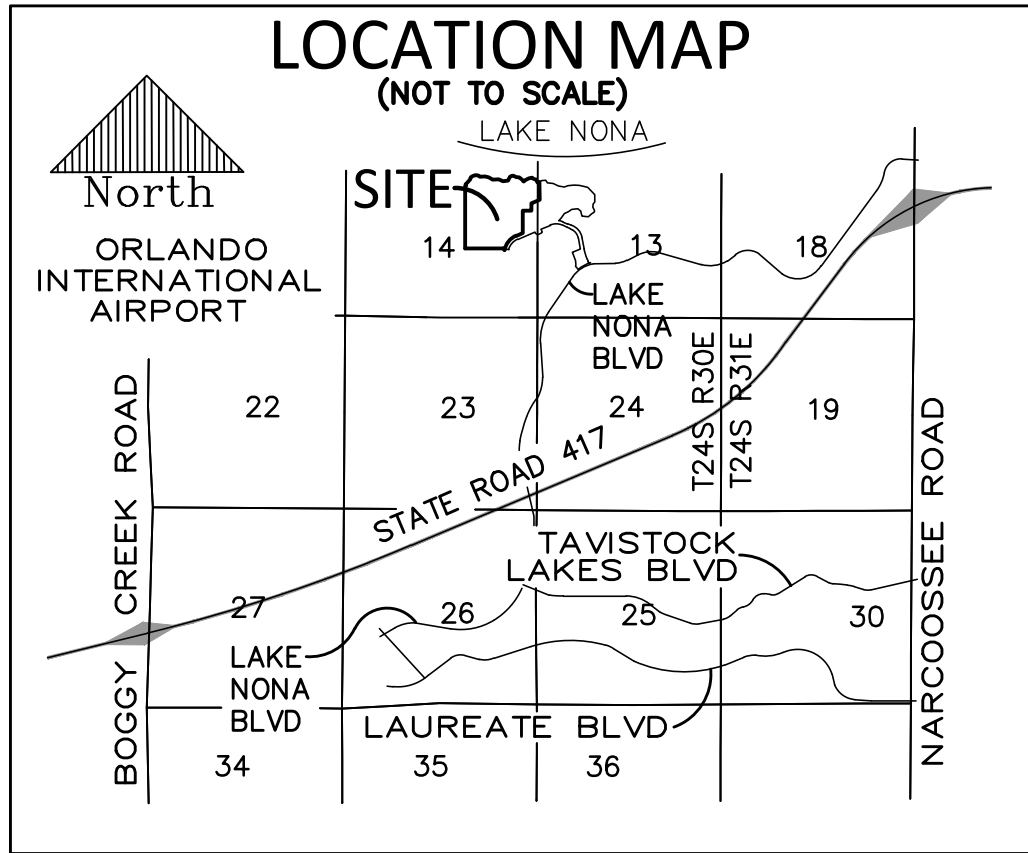 LOCATION MAP
(NOT TO SCALE)
LAKE NONA
North
SITE
ORLANDO
INTERNATIONAL
AIRPORT
14
13
18
LAKE
NONA
BLVD
T24S R30E
T24S R31E
22
23
24
19
STATE ROAD 417
BOGGY CREEK ROAD
NARCOOSSEE ROAD
TAVISTOCK
LAKES BLVD
27
26
25
30
LAKE
NONA
BLVD
LAUREATE BLVD
34
35
36